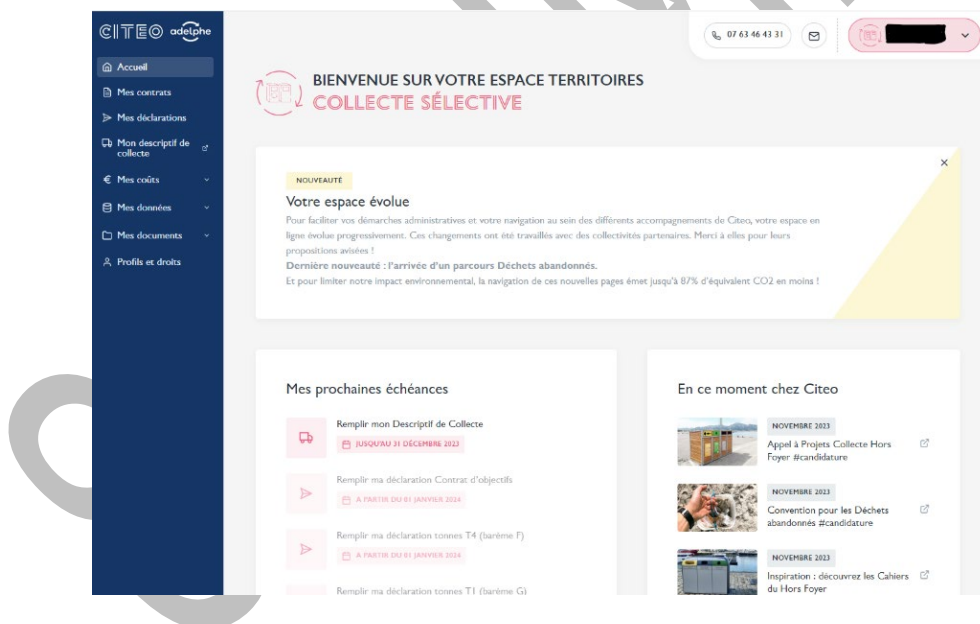 CITEO adelphe
07 63 46 43 31
Accueil
Mes contrats
Mes déclarations
Mon descriptif de
collecte
Mes coûts
Mes données
Mes documents
Profils et droits
BIENVENUE SUR VOTRE ESPACE TERRITOIRES
COLLECTE SÉLECTIVE
NOUVEAUTÉ
Votre espace évolue
Pour faciliter vos démarches administratives et votre navigation au sein des différents accompagnements de Citeo, votre espace en
ligne évolue progressivement. Ces changements ont été travaillés avec des collectivités partenaires. Merci à elles pour leurs
propositions avisées !
Dernière nouveauté : l'arrivée d'un parcours Déchets abandonnés.
Et pour limiter notre impact environnemental, la navigation de ces nouvelles pages émet jusqu'à 87% d'équivalent CO2 en moins !
Mes prochaines échéances
Remplir mon Descriptif de Collecte
JUSQU'AU 31 DÉCEMBRE 2023
Remplir ma déclaration Contrat d'objectifs
A PARTIR DU 01 JANVIER 2024
Remplir ma déclaration tonnes T4 (barème F)
A PARTIR DU 01 JANVIER 2024
Remplir ma déclaration tonnes T1 (barème G)
En ce moment chez Citeo
NOVEMBRE 2023
Appel à Projets Collecte Hors
Foyer #candidature
NOVEMBRE 2023
Convention pour les Déchets
abandonnés #candidature
NOVEMBRE 2023
Inspiration : découvrez les Cahiers
du Hors Foyer